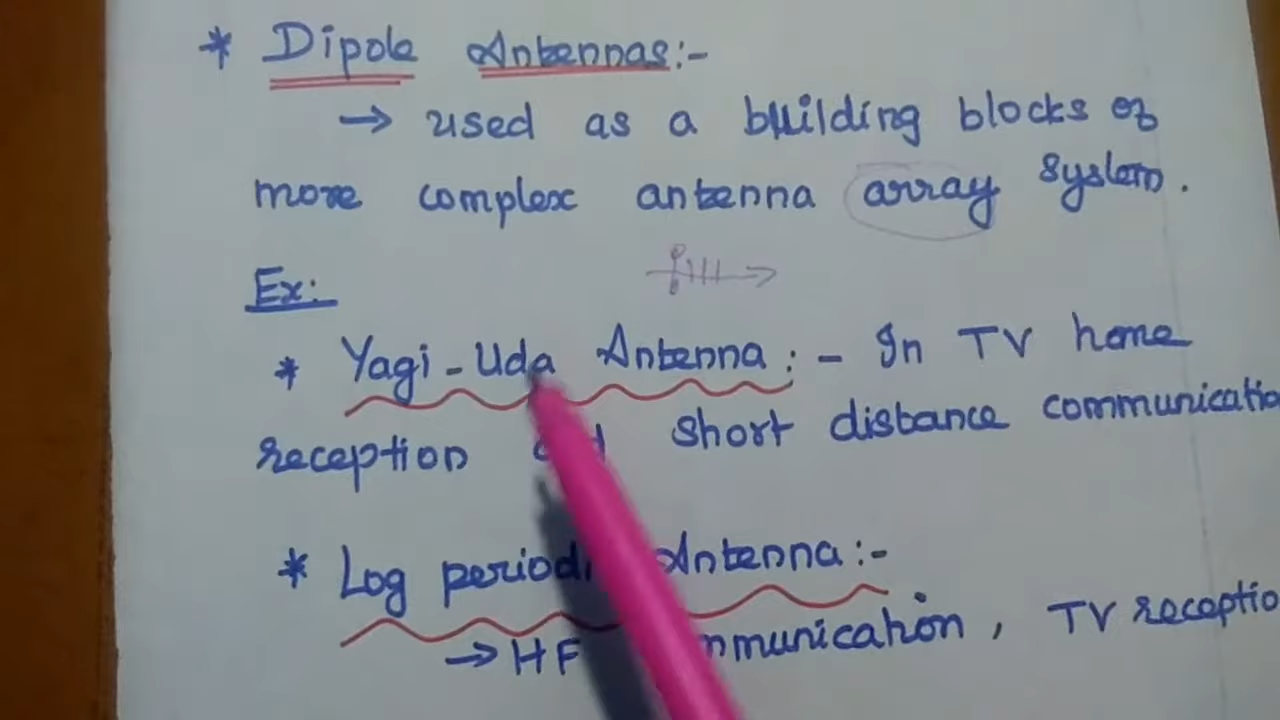 * Dipole Antennas:-
→ used as a building blocks of
more complex antenna array system.
Ex:
* Yagi-Uda Antenna:- In TV home
reception short distance communicatio
* Log periodi Antenna:-
→ HF mmunication, TV receptio